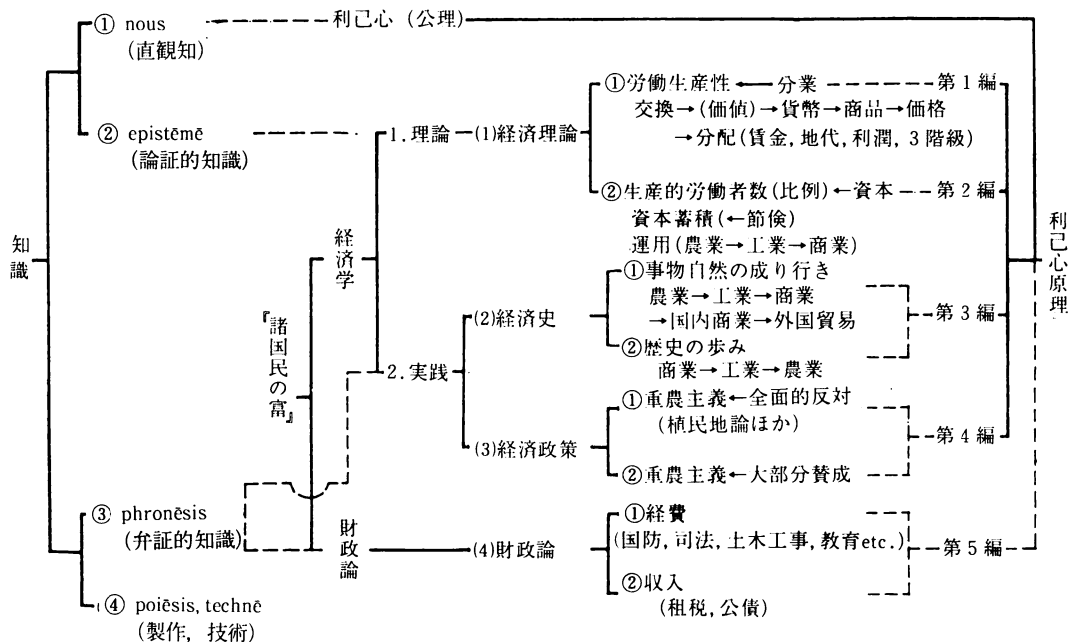 ① nous
(直観知)
利己心 (公理)
② epistēmē
(論証的知識)
知識
③ phronēsis
(弁証的知識)
④ poiēsis, technē
(製作, 技術)
『諸国民の富』
経済学
財政論
1. 理論
2. 実践
(1)経済理論
(2)経済史
(3)経済政策
(4)財政論
①労働生産性←分業
交換→(価値)→貨幣→商品→価格
→分配(賃金, 地代, 利潤, 3階級)
第1編
②生産的労働者数(比例)←資本
資本蓄積(←節倹)
運用(農業→工業→商業)
第2編
①事物自然の成り行き
農業→工業→商業
→国内商業→外国貿易
②歴史の歩み
商業→工業→農業
第3編
①重農主義←全面的反対
(植民地論ほか)
②重農主義←大部分賛成
第4編
①経費
(国防, 司法, 土木工事, 教育etc.)
②収入
(租税, 公債)
第5編
利己心原理